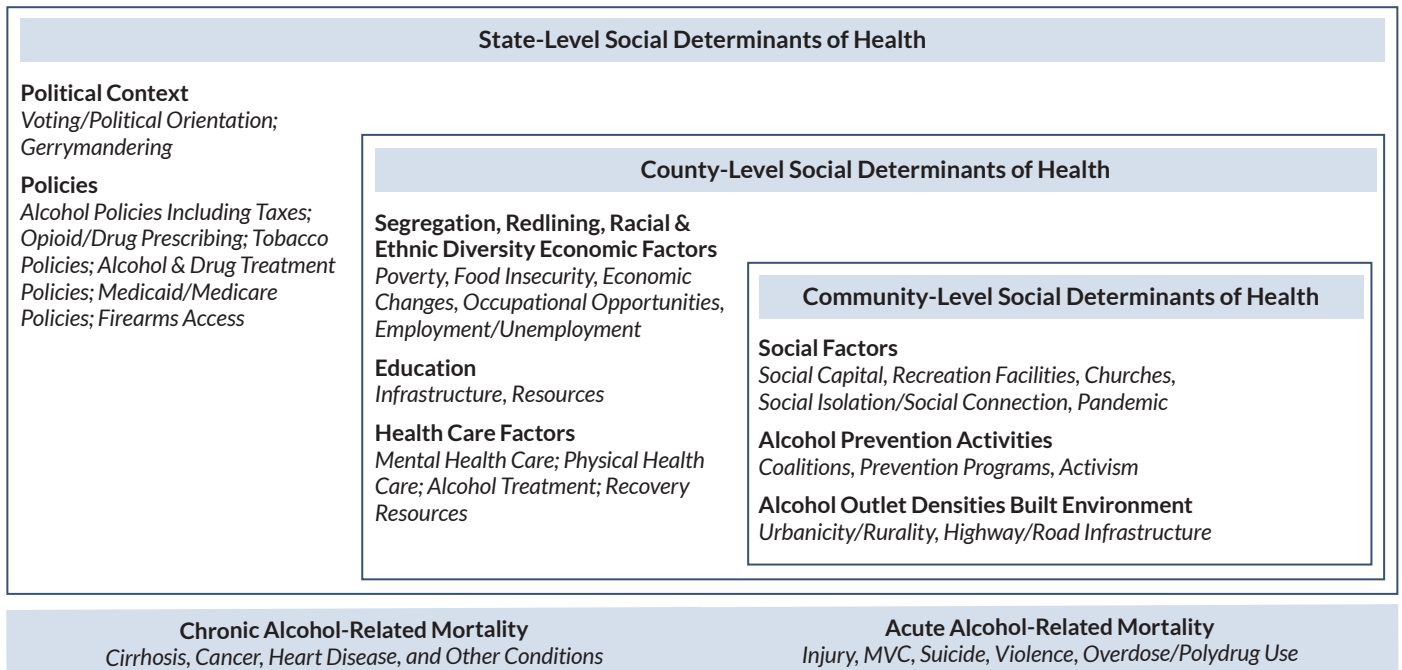 State-Level Social Determinants of Health
Political Context
Voting/Political Orientation;
Gerrymandering
Policies
Alcohol Policies Including Taxes;
Opioid/Drug Prescribing; Tobacco
Policies; Alcohol & Drug Treatment
Policies; Medicaid/Medicare
Policies; Firearms Access
County-Level Social Determinants of Health
Segregation, Redlining, Racial &
Ethnic Diversity Economic Factors
Poverty, Food Insecurity, Economic
Changes, Occupational Opportunities,
Employment/Unemployment
Education
Infrastructure, Resources
Health Care Factors
Mental Health Care; Physical Health
Care; Alcohol Treatment; Recovery
Resources
Community-Level Social Determinants of Health
Social Factors
Social Capital, Recreation Facilities, Churches,
Social Isolation/Social Connection, Pandemic
Alcohol Prevention Activities
Coalitions, Prevention Programs, Activism
Alcohol Outlet Densities Built Environment
Urbanicity/Rurality, Highway/Road Infrastructure
Chronic Alcohol-Related Mortality
Cirrhosis, Cancer, Heart Disease, and Other Conditions
Acute Alcohol-Related Mortality
Injury, MVC, Suicide, Violence, Overdose/Polydrug Use